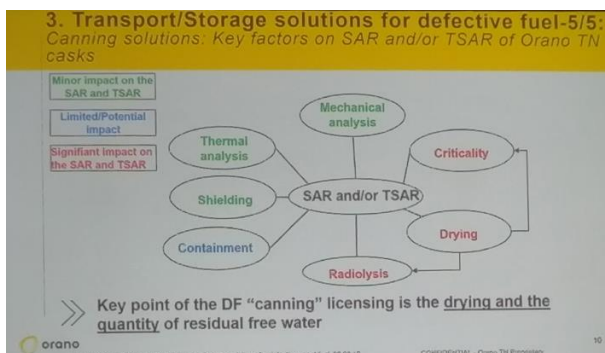 3. Transport/Storage solutions for defective fuel-5/5:
Canning solutions: Key factors on SAR and/or TSAR of Orano TN
casks
Minor impact on the
SAR and TSAR
Limited/Potential
impact
Signifiant impact on
the SAR and TSAR
Mechanical
analysis
Thermal
analysis
Criticality
Shielding
SAR and/or TSAR
Containment
Drying
Radiolysis
Key point of the DF “canning” licensing is the drying and the
quantity of residual free water
orano
10